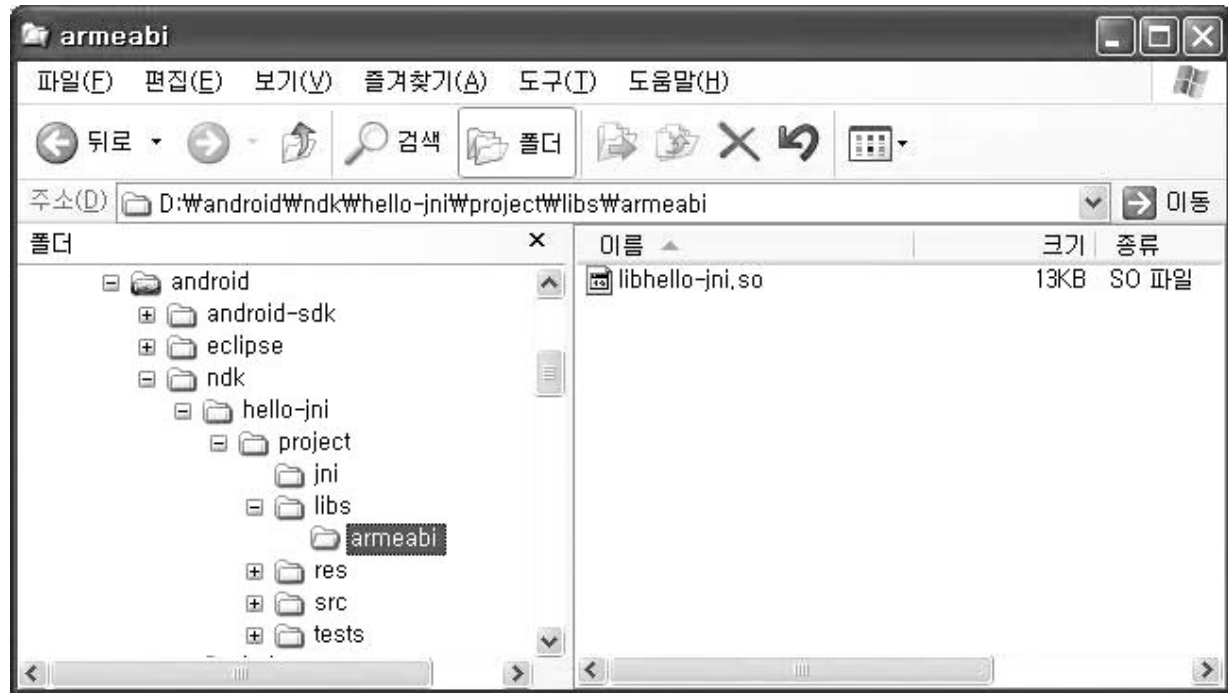 armeabi
파일(F) 편집(E) 보기(V) 즐겨찾기(A) 도구(T) 도움말(H)
뒤로 검색 폴더
주소(D) D:₩android₩ndk₩hello-jni₩project₩libs₩armeabi 이동
폴더
android
android-sdk
eclipse
ndk
hello-jni
project
jni
libs
armeabi
res
src
tests
이름 크기 종류
libhello-jni.so 13KB SO 파일